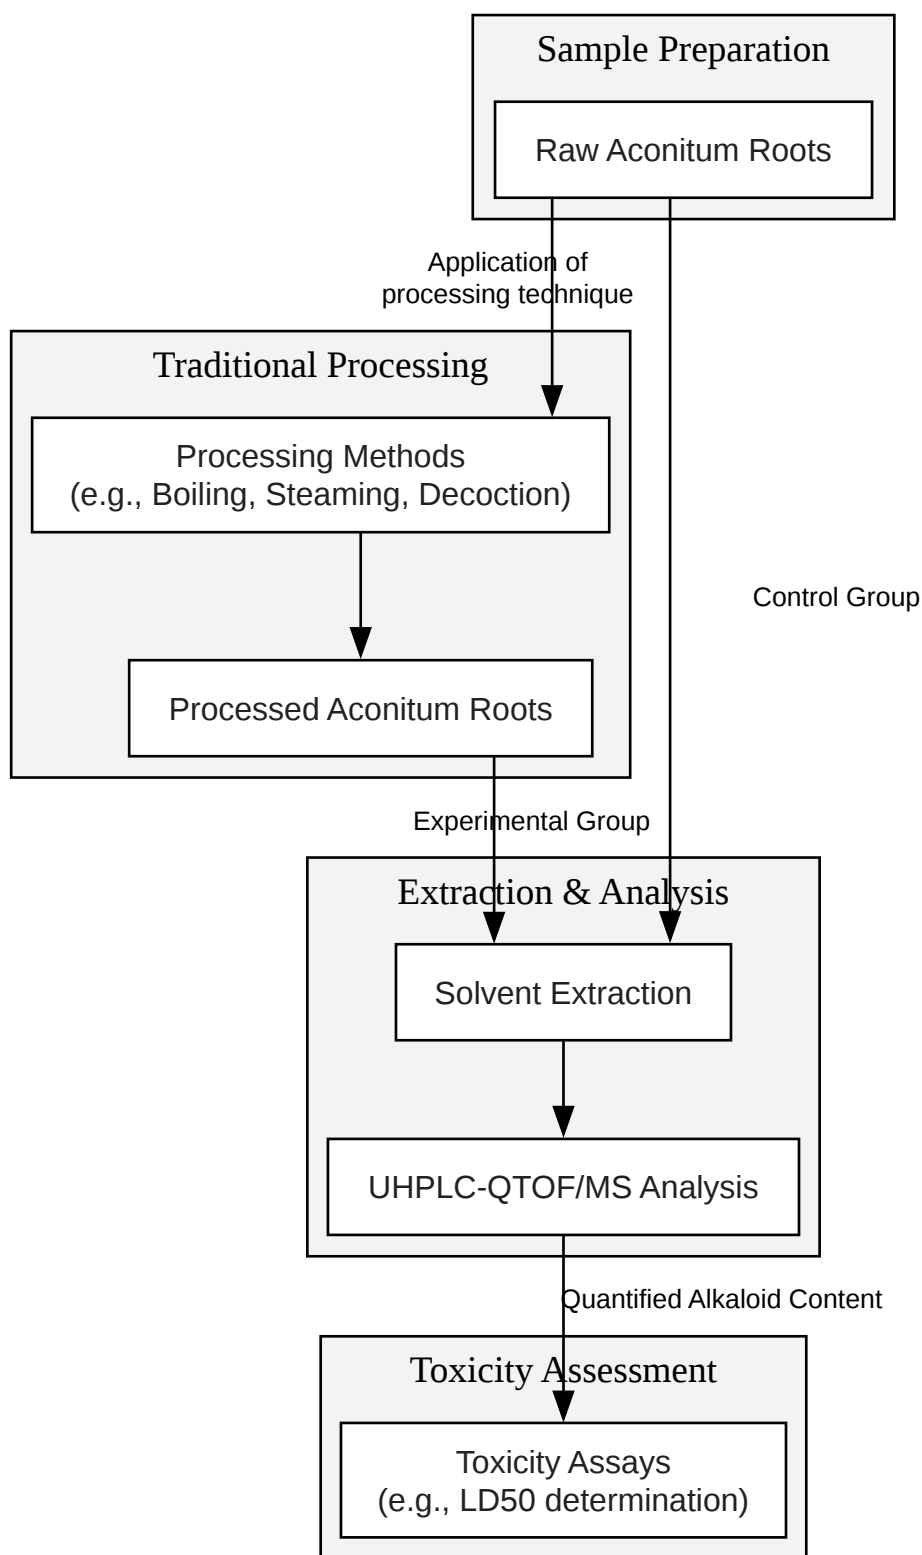 Sample Preparation
Raw Aconitum Roots
Application of
processing technique
Traditional Processing
Processing Methods
(e.g., Boiling, Steaming, Decoction)
Control Group
Processed Aconitum Roots
Experimental Group
Extraction & Analysis
Solvent Extraction
UHPLC-QTOF/MS Analysis
Quantified Alkaloid Content
Toxicity Assessment
Toxicity Assays
(e.g., LD50 determination)